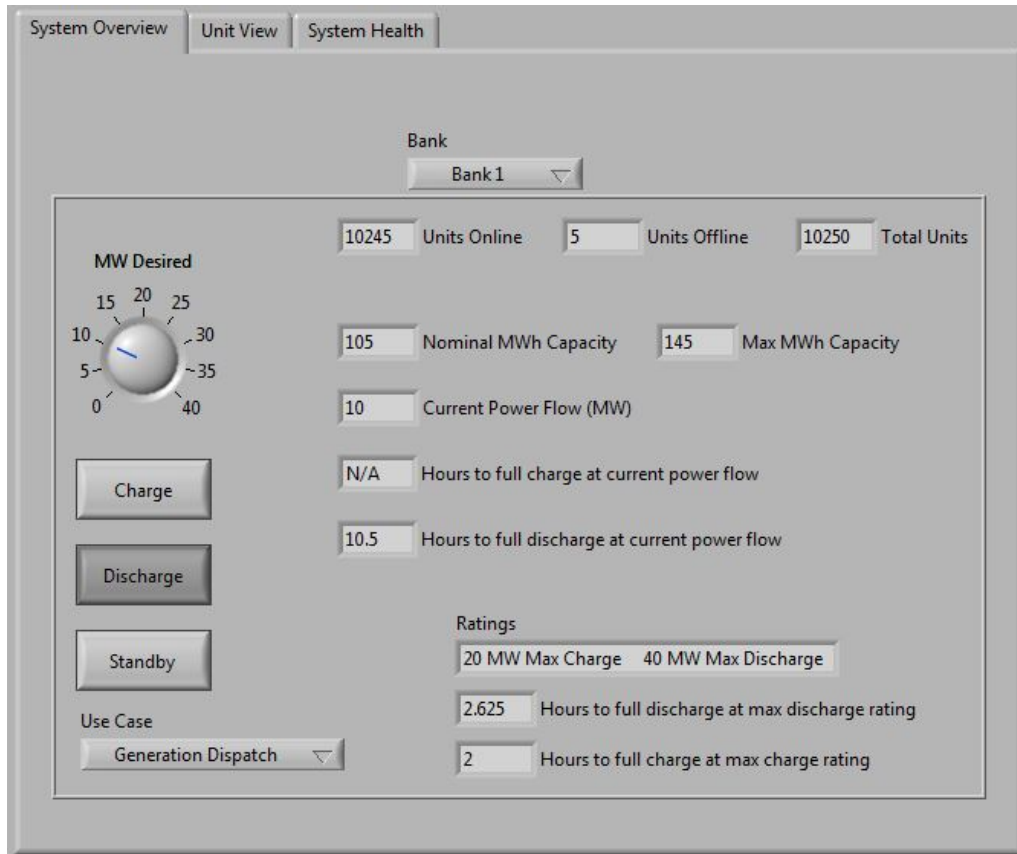 System Overview Unit View System Health
Bank
Bank 1
10245 Units Online 5 Units Offline 10250 Total Units
MW Desired
0 5 10 15 20 25 30 35 40
105 Nominal MWh Capacity 145 Max MWh Capacity
10 Current Power Flow (MW)
N/A Hours to full charge at current power flow
Charge
10.5 Hours to full discharge at current power flow
Discharge
Standby
Ratings
20 MW Max Charge 40 MW Max Discharge
2.625 Hours to full discharge at max discharge rating
Use Case
Generation Dispatch
2 Hours to full charge at max charge rating